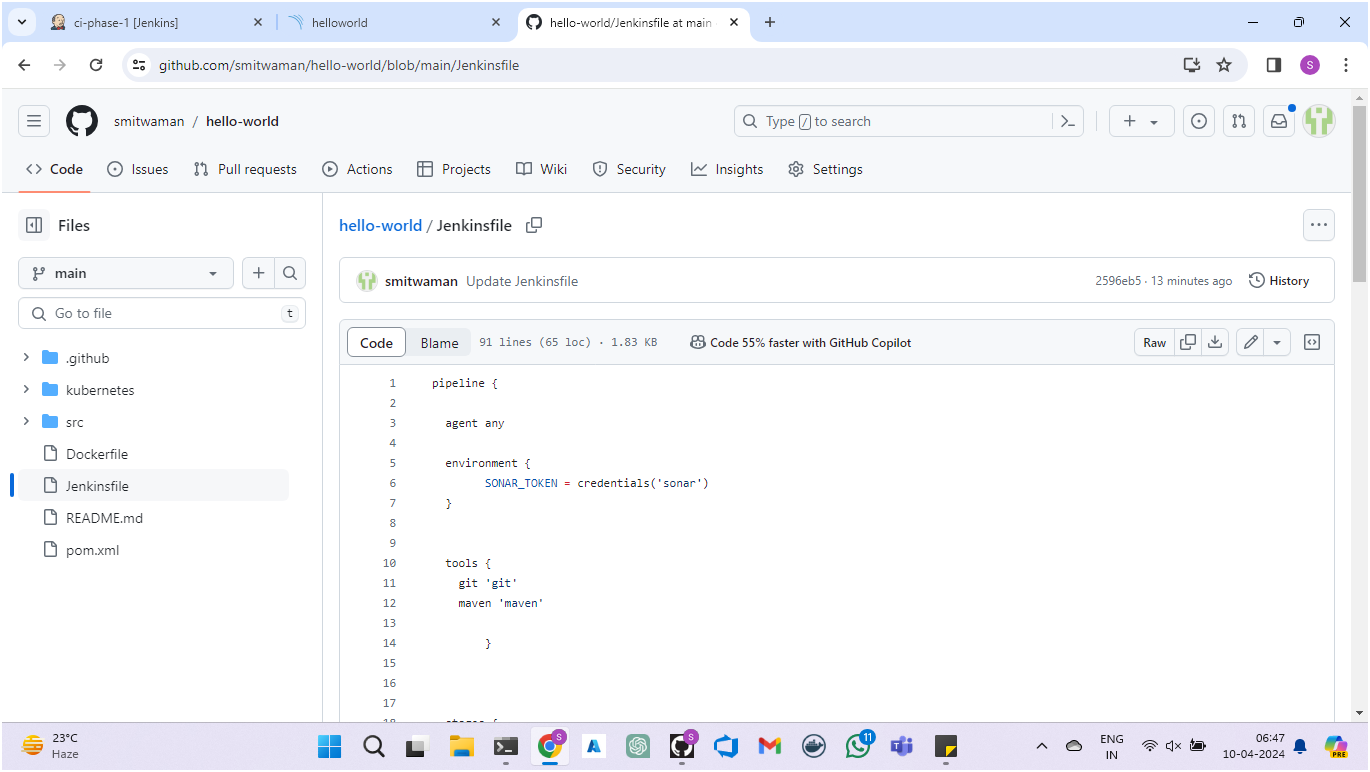 ci-phase-1 [Jenkins]
helloworld
hello-world/Jenkinsfile at main
github.com/smitwaman/hello-world/blob/main/Jenkinsfile
S
smitwaman / hello-world
Type / to search
Code
Issues
Pull requests
Actions
Projects
Wiki
Security
Insights
Settings
Files
main
Go to file
t
.github
kubernetes
src
Dockerfile
Jenkinsfile
README.md
pom.xml
hello-world / Jenkinsfile
smitwaman Update Jenkinsfile
2596eb5 · 13 minutes ago
History
Code
Blame
91 lines (65 loc) · 1.83 KB
Code 55% faster with GitHub Copilot
Raw
1 pipeline {
2
3 agent any
4
5 environment {
6 SONAR_TOKEN = credentials('sonar')
7 }
8
9
10 tools {
11 git 'git'
12 maven 'maven'
13
14 }
15
16
17
18 stages {
23°C
Haze
S
S
11
ENG
IN
06:47
10-04-2024
PRE